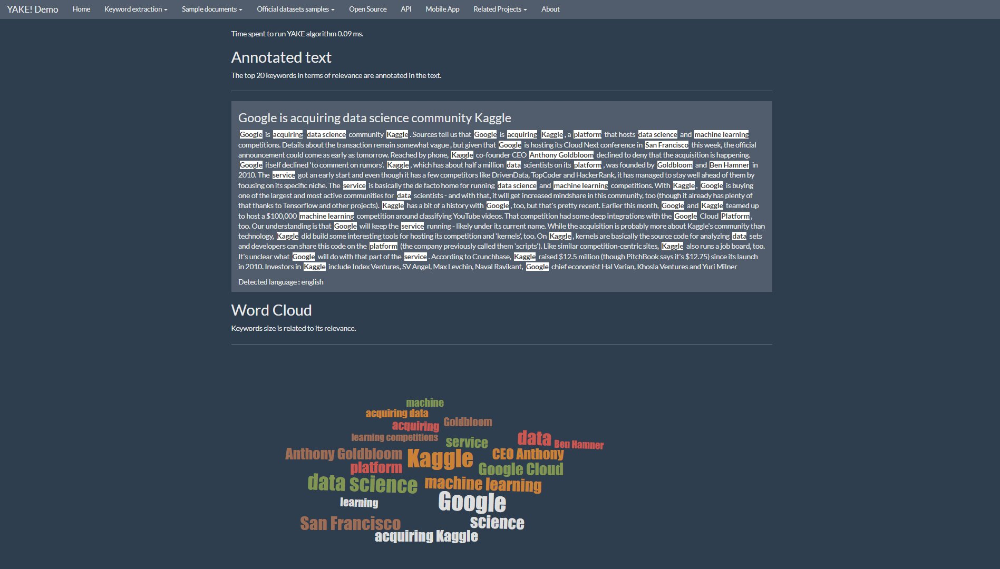 YAKE! Demo Home Keyword extraction Sample documents Official datasets samples Open Source API Mobile App Related Projects About
Time spent to run YAKE algorithm 0.09 ms.
Annotated text
The top 20 keywords in terms of relevance are annotated in the text.
Google is acquiring data science community Kaggle
Google is acquiring data science community Kaggle . Sources tell us that Google is acquiring Kaggle , a platform that hosts data science and machine learning
competitions. Details about the transaction remain somewhat vague , but given that Google is hosting its Cloud Next conference in San Francisco this week, the official
announcement could come as early as tomorrow. Reached by phone, Kaggle co-founder CEO Anthony Goldbloom declined to deny that the acquisition is happening.
Google itself declined 'to comment on rumors'. Kaggle , which has about half a million data scientists on its platform , was founded by Goldbloom and Ben Hamner in
2010. The service got an early start and even though it has a few competitors like DrivenData, TopCoder and HackerRank, it has managed to stay well ahead of them by
focusing on its specific niche. The service is basically the de facto home for running data science and machine learning competitions. With Kaggle , Google is buying
one of the largest and most active communities for data scientists - and with that, it will get increased mindshare in this community, too (though it already has plenty of
that thanks to Tensorflow and other projects). Kaggle has a bit of a history with Google , too, but that's pretty recent. Earlier this month, Google and Kaggle teamed up
to host a $100,000 machine learning competition around classifying YouTube videos. That competition had some deep integrations with the Google Cloud Platform ,
too. Our understanding is that Google will keep the service running - likely under its current name. While the acquisition is probably more about Kaggle's community than
technology, Kaggle did build some interesting tools for hosting its competition and 'kernels', too. On Kaggle , kernels are basically the source code for analyzing data sets
and developers can share this code on the platform (the company previously called them 'scripts'). Like similar competition-centric sites, Kaggle also runs a job board, too.
It's unclear what Google will do with that part of the service . According to Crunchbase, Kaggle raised $12.5 million (though PitchBook says it's $12.75) since its launch
in 2010. Investors in Kaggle include Index Ventures, SV Angel, Max Levchin, Naval Ravikant, Google chief economist Hal Varian, Khosla Ventures and Yuri Milner
Detected language : english
Word Cloud
Keywords size is related to its relevance.
machine
acquiring data
acquiring Goldbloom
learning competitions service data Ben Hamner
Anthony Goldbloom Kaggle CEO Anthony
platform Google Cloud
data science machine learning
learning Google
San Francisco science
acquiring Kaggle